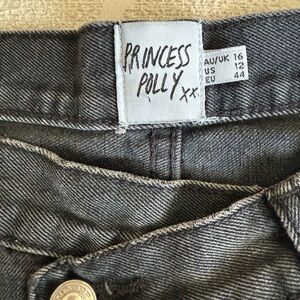 PRINCESS
POLLY xx
AU/UK 16
US 12
EU 44